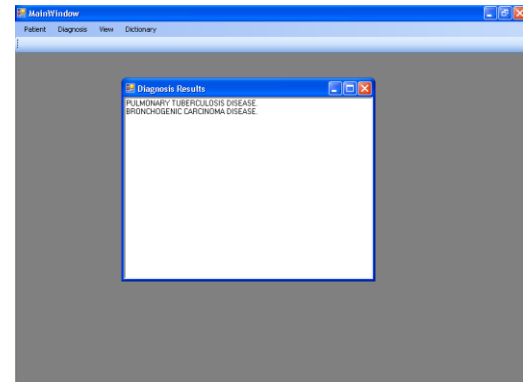 MainWindow
Patient Diagnosis View Dictionary
Diagnosis Results
PULMONARY TUBERCULOSIS DISEASE.
BRONCHOGENIC CARCINOMA DISEASE.